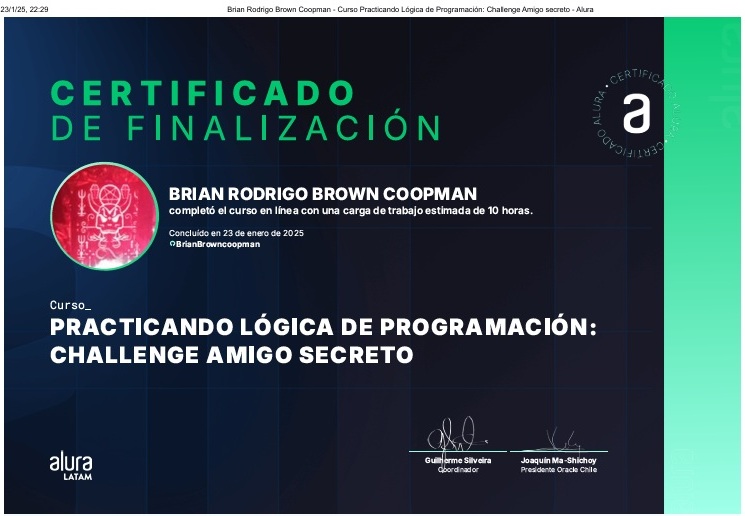 23/1/25, 22:29
Brian Rodrigo Brown Coopman - Curso Practicando Lógica de Programación: Challenge Amigo secreto - Alura
CERTIFICADO
DE FINALIZACIÓN
CERTIFICADO ALURA • CERTIFICADO ALURA •
a
BRIAN RODRIGO BROWN COOPMAN
completó el curso en línea con una carga de trabajo estimada de 10 horas.
Concluído en 23 de enero de 2025
BrianBrowncoopman
Curso_
PRACTICANDO LÓGICA DE PROGRAMACIÓN:
CHALLENGE AMIGO SECRETO
alura
LATAM
Guilherme Silveira
Coordinador
Joaquín Ma-Shichoy
Presidente Oracle Chile
alura